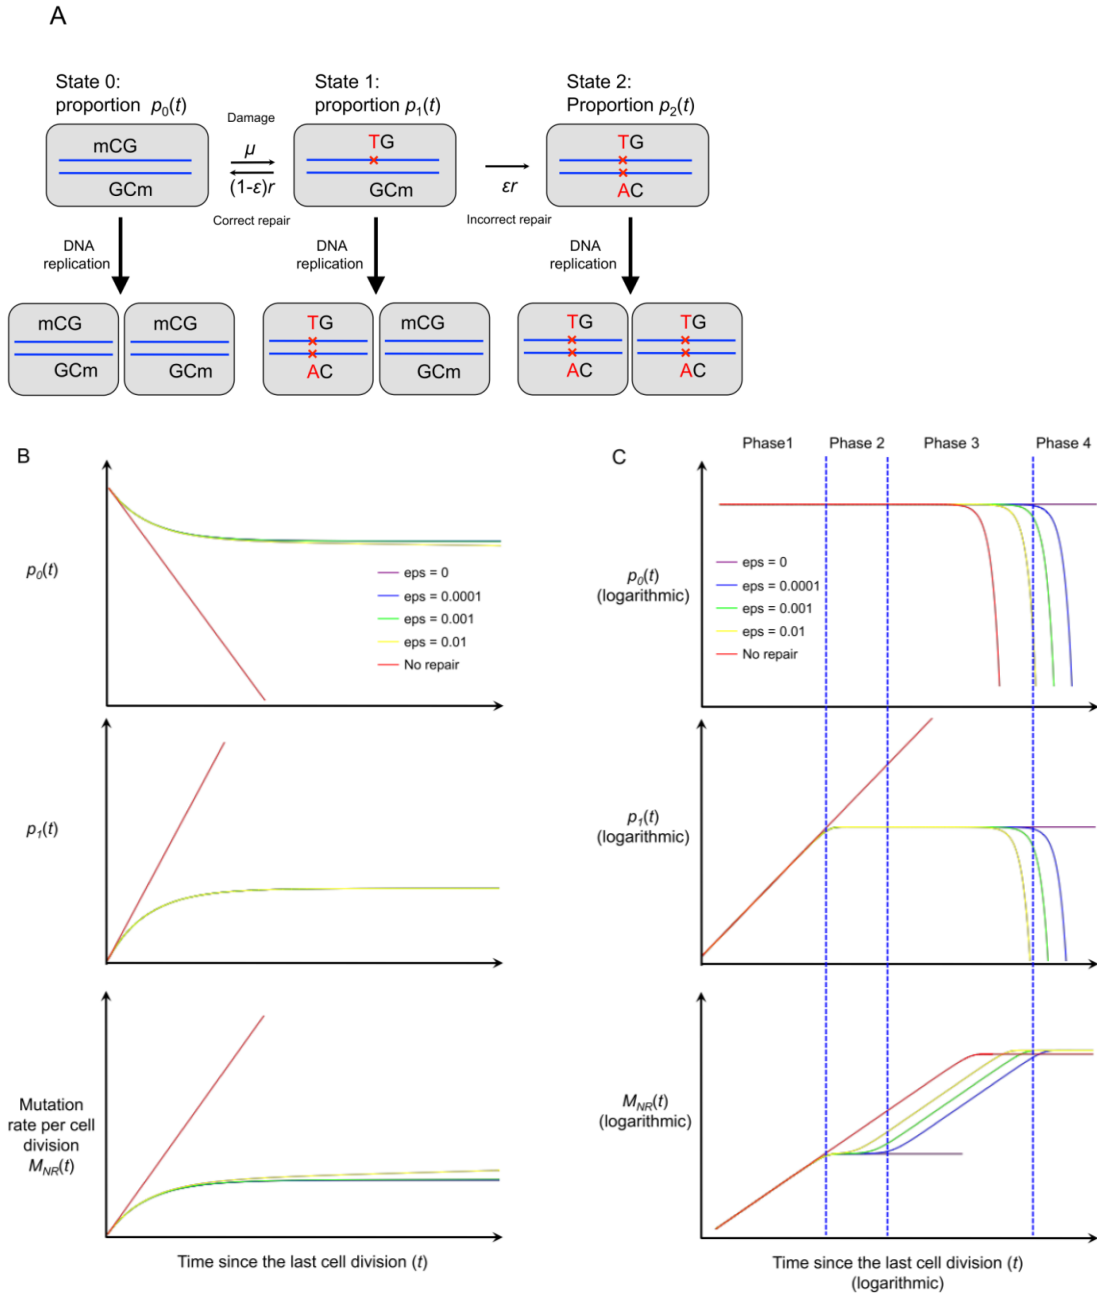 A
State 0:
proportion p0(t)
State 1:
proportion p1(t)
State 2:
Proportion p2(t)
Damage
μ
(1-ε)r
Correct repair
εr
Incorrect repair
mCG
GCm
TG
GCm
TG
AC
DNA
replication
DNA
replication
DNA
replication
mCG
GCm
mCG
GCm
TG
AC
mCG
GCm
TG
AC
TG
AC
B
p0(t)
eps = 0
eps = 0.0001
eps = 0.001
eps = 0.01
No repair
p1(t)
Mutation
rate per cell
division
MNR(t)
Time since the last cell division (t)
C
Phase1
Phase 2
Phase 3
Phase 4
p0(t)
(logarithmic)
eps = 0
eps = 0.0001
eps = 0.001
eps = 0.01
No repair
p1(t)
(logarithmic)
MNR(t)
(logarithmic)
Time since the last cell division (t)
(logarithmic)